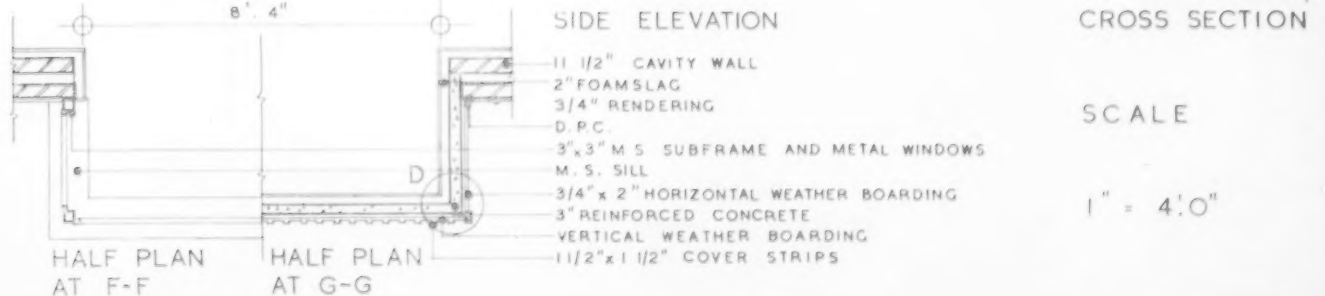 8'. 4"
SIDE ELEVATION
CROSS SECTION
11 1/2" CAVITY WALL
2" FOAMSLAG
3/4" RENDERING
D.P.C.
3"x3" M S SUBFRAME AND METAL WINDOWS
M.S. SILL
D
3/4" x 2" HORIZONTAL WEATHER BOARDING
3" REINFORCED CONCRETE
VERTICAL WEATHER BOARDING
1 1/2" x 1 1/2" COVER STRIPS
SCALE
1" = 4'.0"
HALF PLAN
AT F-F
HALF PLAN
AT G-G